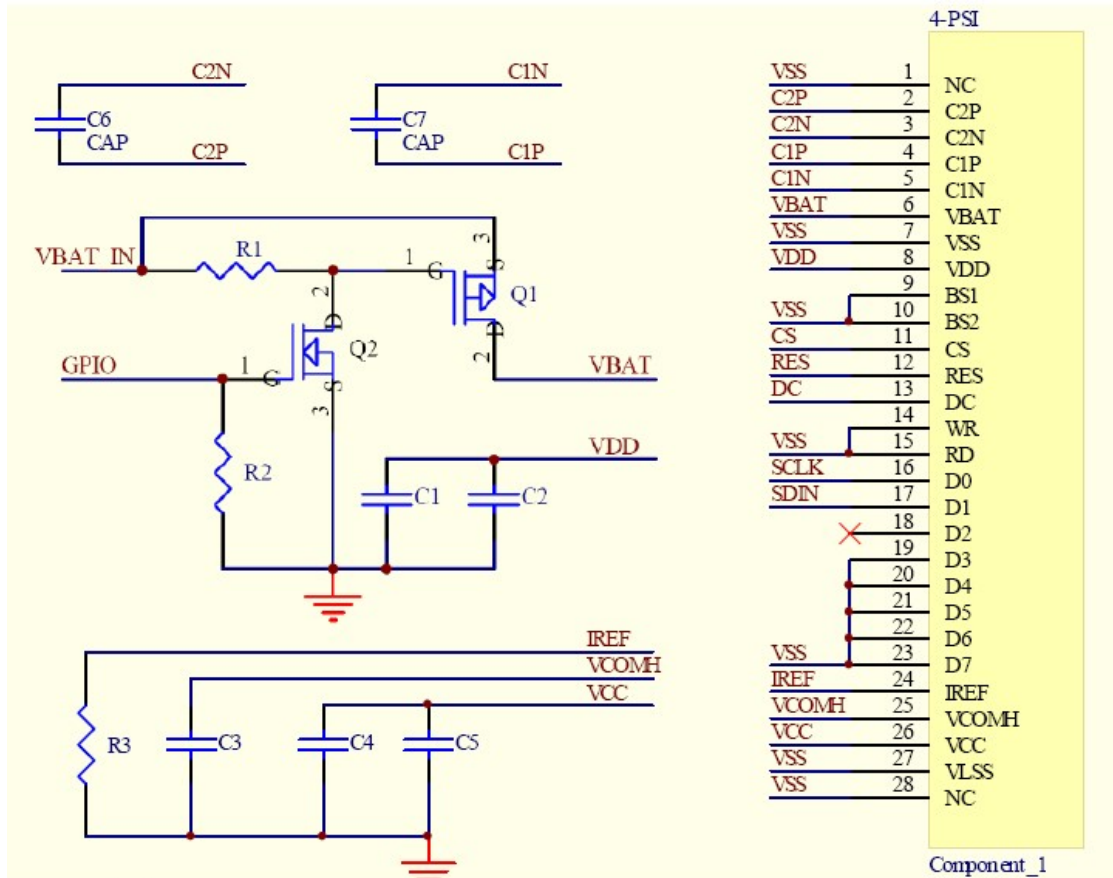 4-PSI
C2N
C6
CAP
C2P
C1N
C7
CAP
C1P
VBAT_IN
R1
1
G
3
S
Q1
D
2
VBAT
2
D
Q2
GPIO
1
G
S
3
R2
VDD
C1
C2
IREF
VCOMH
VCC
R3
C3
C4
C5
VSS 1 NC
C2P 2 C2P
C2N 3 C2N
C1P 4 C1P
C1N 5 C1N
VBAT 6 VBAT
VSS 7 VSS
VDD 8 VDD
9 BS1
VSS 10 BS2
CS 11 CS
RES 12 RES
DC 13 DC
14 WR
VSS 15 RD
SCLK 16 D0
SDIN 17 D1
18 D2
19 D3
20 D4
21 D5
22 D6
VSS 23 D7
IREF 24 IREF
VCOMH 25 VCOMH
VCC 26 VCC
VSS 27 VLSS
VSS 28 NC
Component_1